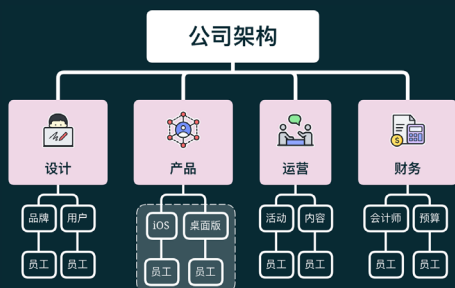 公司架构
设计
产品
运营
财务
品牌
用户
iOS
桌面版
活动
内容
会计师
预算
员工
员工
员工
员工
员工
员工
员工
员工